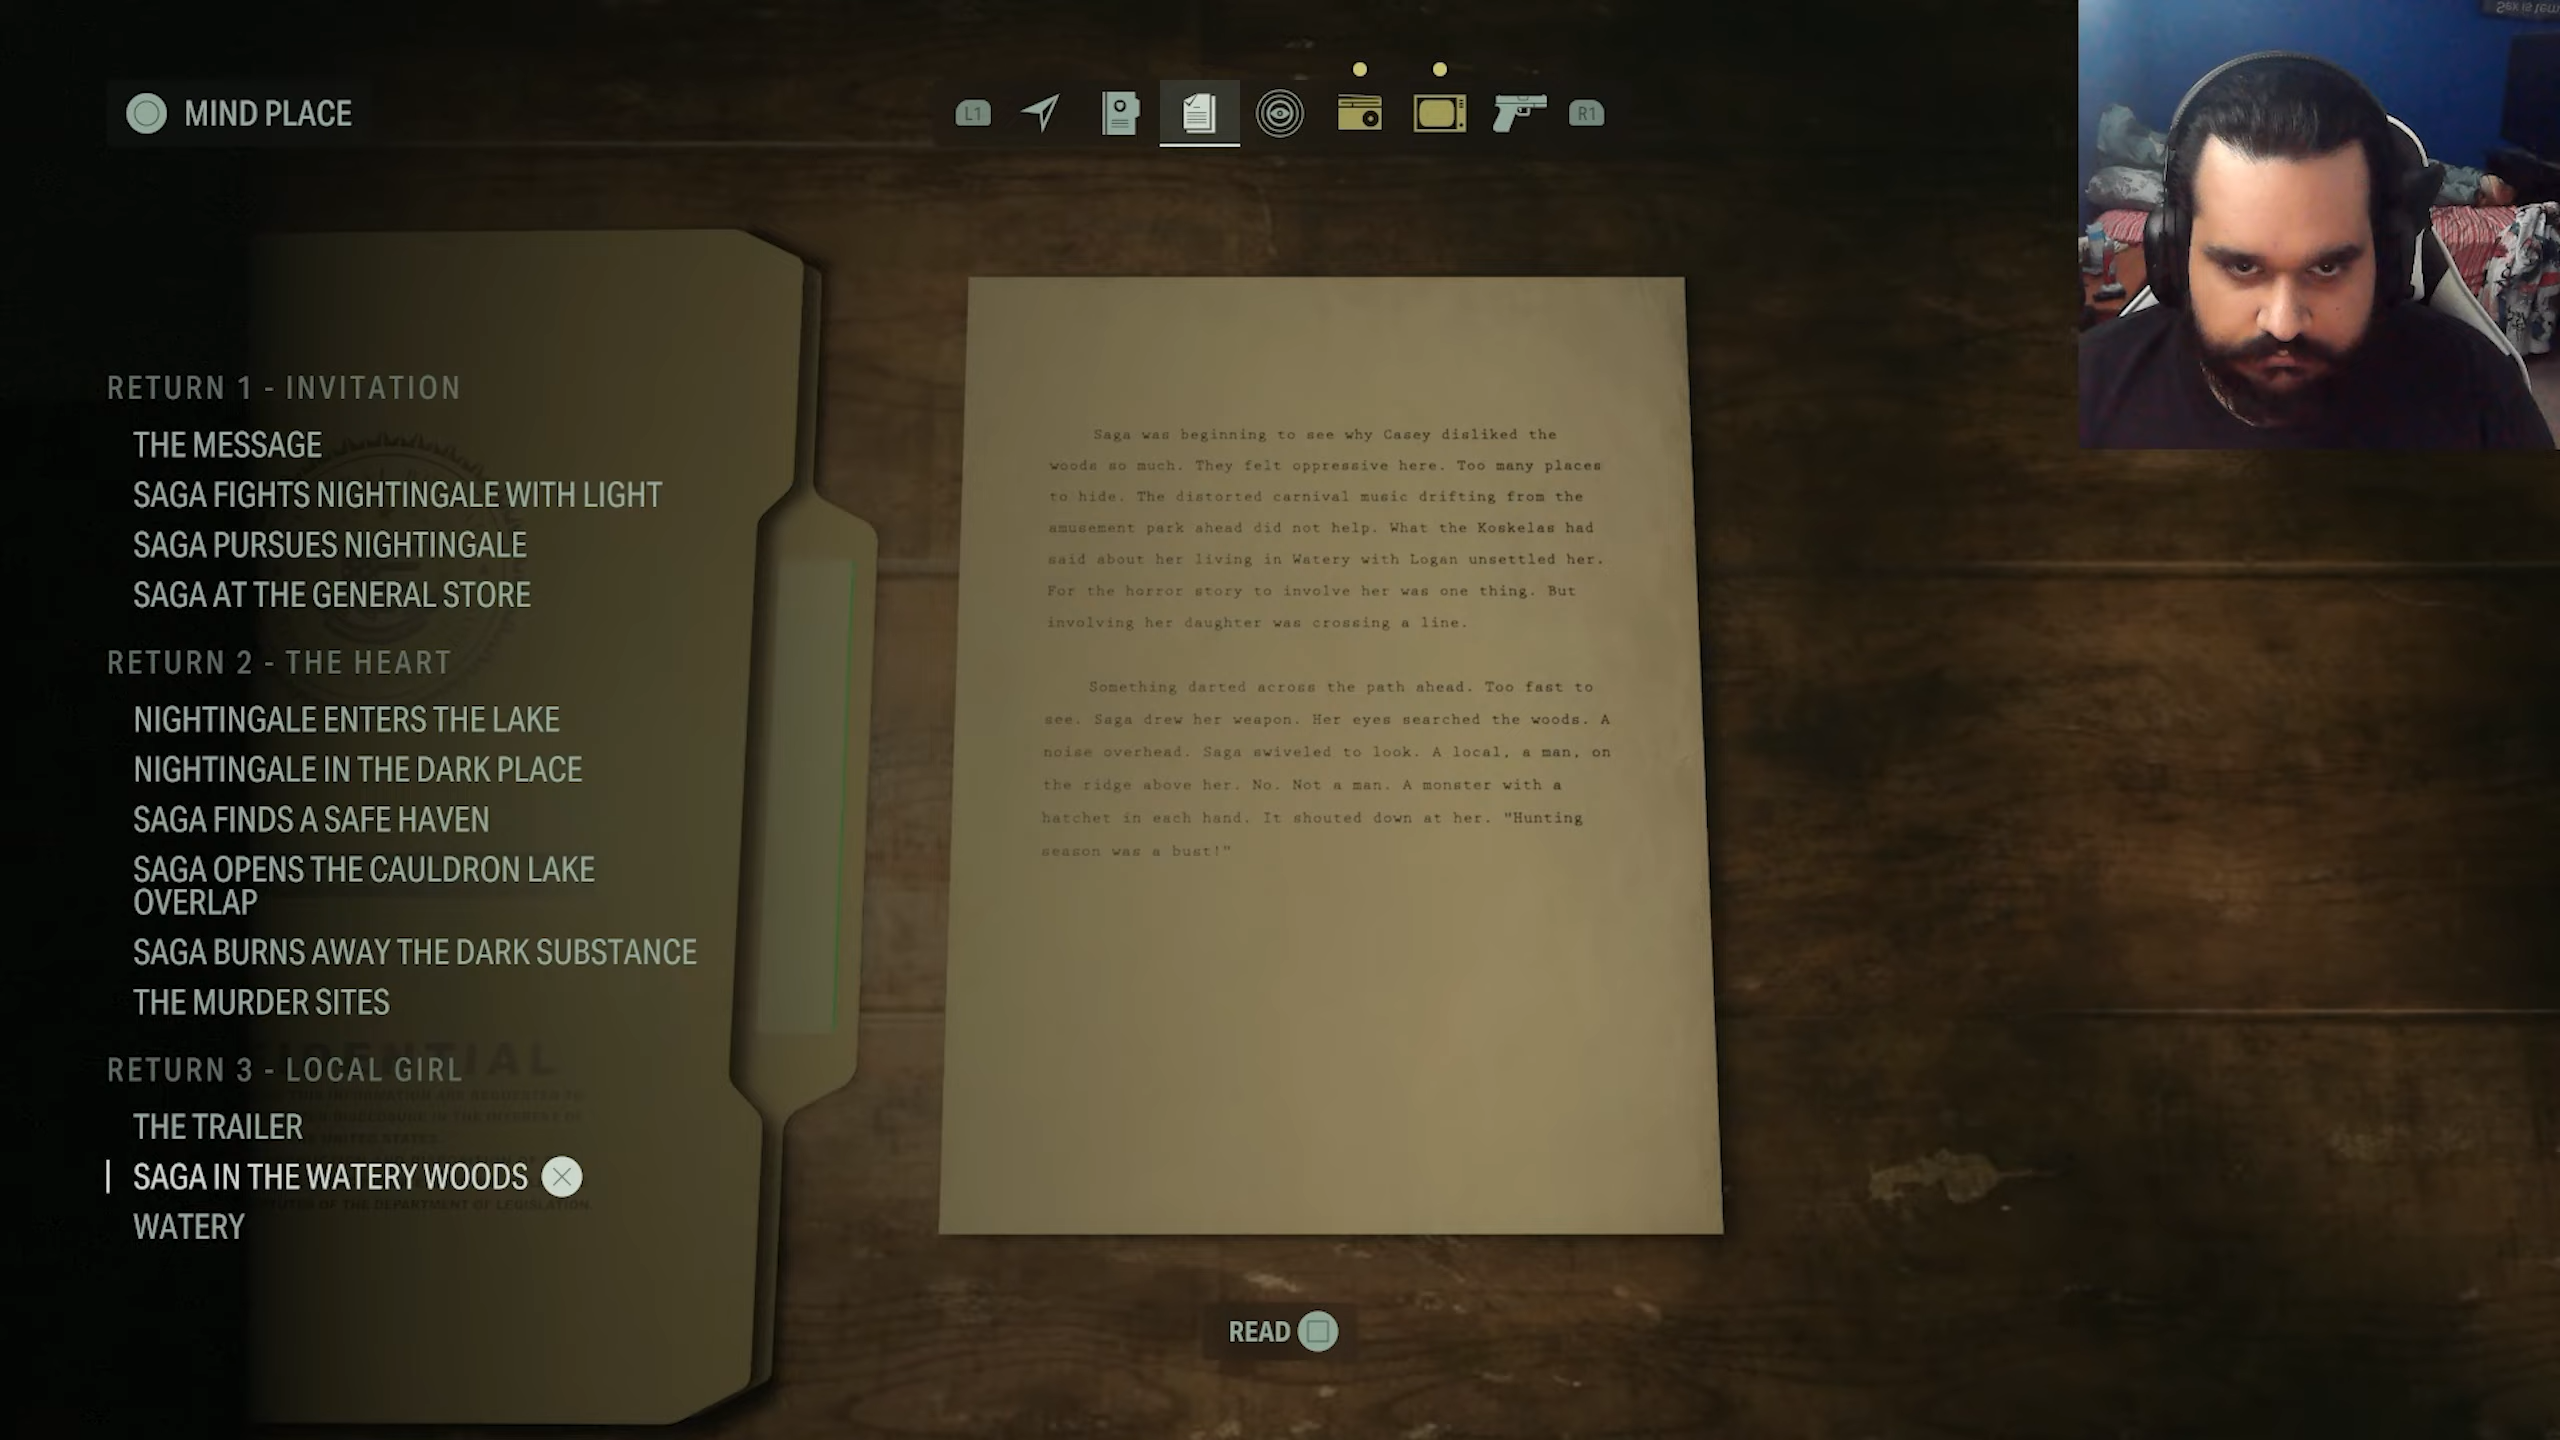 MIND PLACE
L1
R1
RETURN 1 - INVITATION
THE MESSAGE
SAGA FIGHTS NIGHTINGALE WITH LIGHT
SAGA PURSUES NIGHTINGALE
SAGA AT THE GENERAL STORE
RETURN 2 - THE HEART
NIGHTINGALE ENTERS THE LAKE
NIGHTINGALE IN THE DARK PLACE
SAGA FINDS A SAFE HAVEN
SAGA OPENS THE CAULDRON LAKE
OVERLAP
SAGA BURNS AWAY THE DARK SUBSTANCE
THE MURDER SITES
RETURN 3 - LOCAL GIRL
THE TRAILER
SAGA IN THE WATERY WOODS
WATERY
Saga was beginning to see why Casey disliked the
woods so much. They felt oppressive here. Too many places
to hide. The distorted carnival music drifting from the
amusement park ahead did not help. What the Koskelas had
said about her living in Watery with Logan unsettled her.
For the horror story to involve her was one thing. But
involving her daughter was crossing a line.
Something darted across the path ahead. Too fast to
see. Saga drew her weapon. Her eyes searched the woods. A
noise overhead. Saga swiveled to look. A local, a man, on
the ridge above her. No. Not a man. A monster with a
hatchet in each hand. It shouted down at her. "Hunting
season was a bust!"
READ